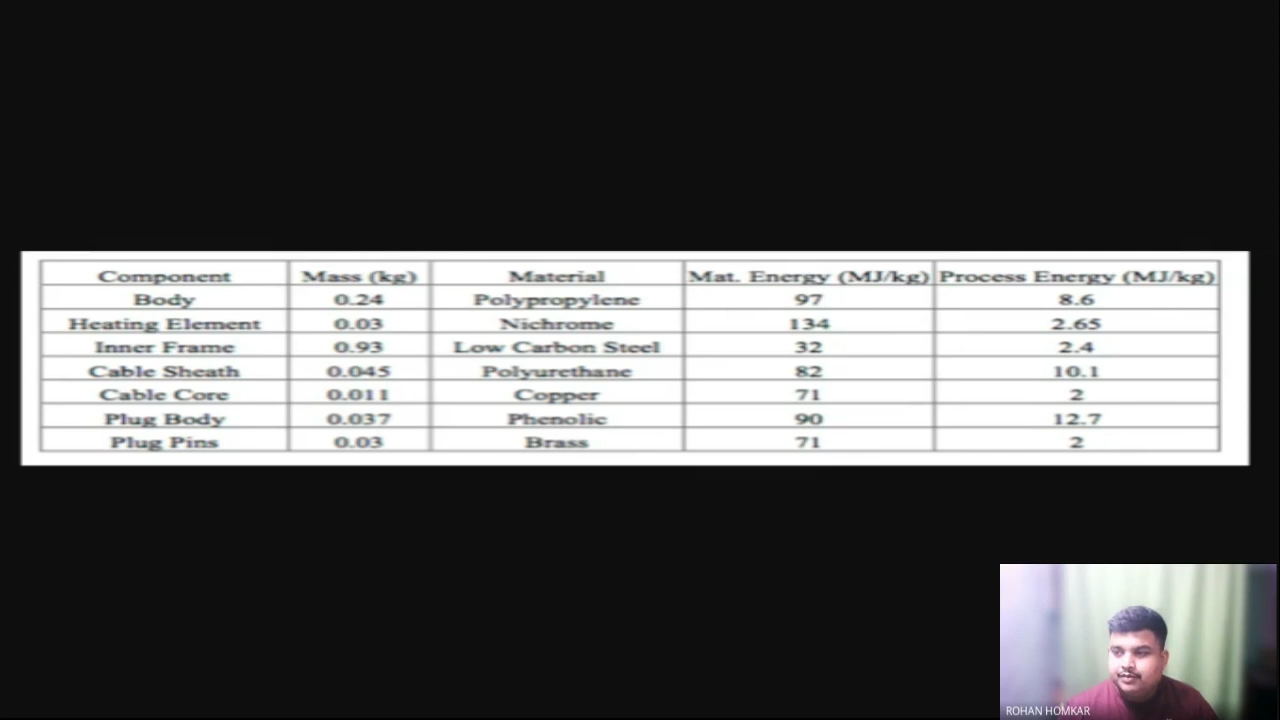 Component Mass (kg) Material Mat. Energy (MJ/kg) Process Energy (MJ/kg)
Body 0.24 Polypropylene 97 8.6
Heating Element 0.03 Nichrome 134 2.65
Inner Frame 0.93 Low Carbon Steel 32 2.4
Cable Sheath 0.045 Polyurethane 82 10.1
Cable Core 0.011 Copper 71 2
Plug Body 0.037 Phenolic 90 12.7
Plug Pins 0.03 Brass 71 2
ROHAN HOMKAR